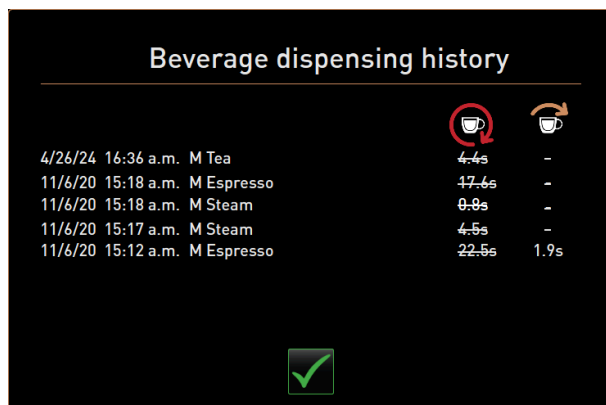 Beverage dispensing history
4/26/24 16:36 a.m. M Tea 4.4s -
11/6/20 15:18 a.m. M Espresso 17.6s -
11/6/20 15:18 a.m. M Steam 0.8s -
11/6/20 15:17 a.m. M Steam 4.5s -
11/6/20 15:12 a.m. M Espresso 22.5s 1.9s